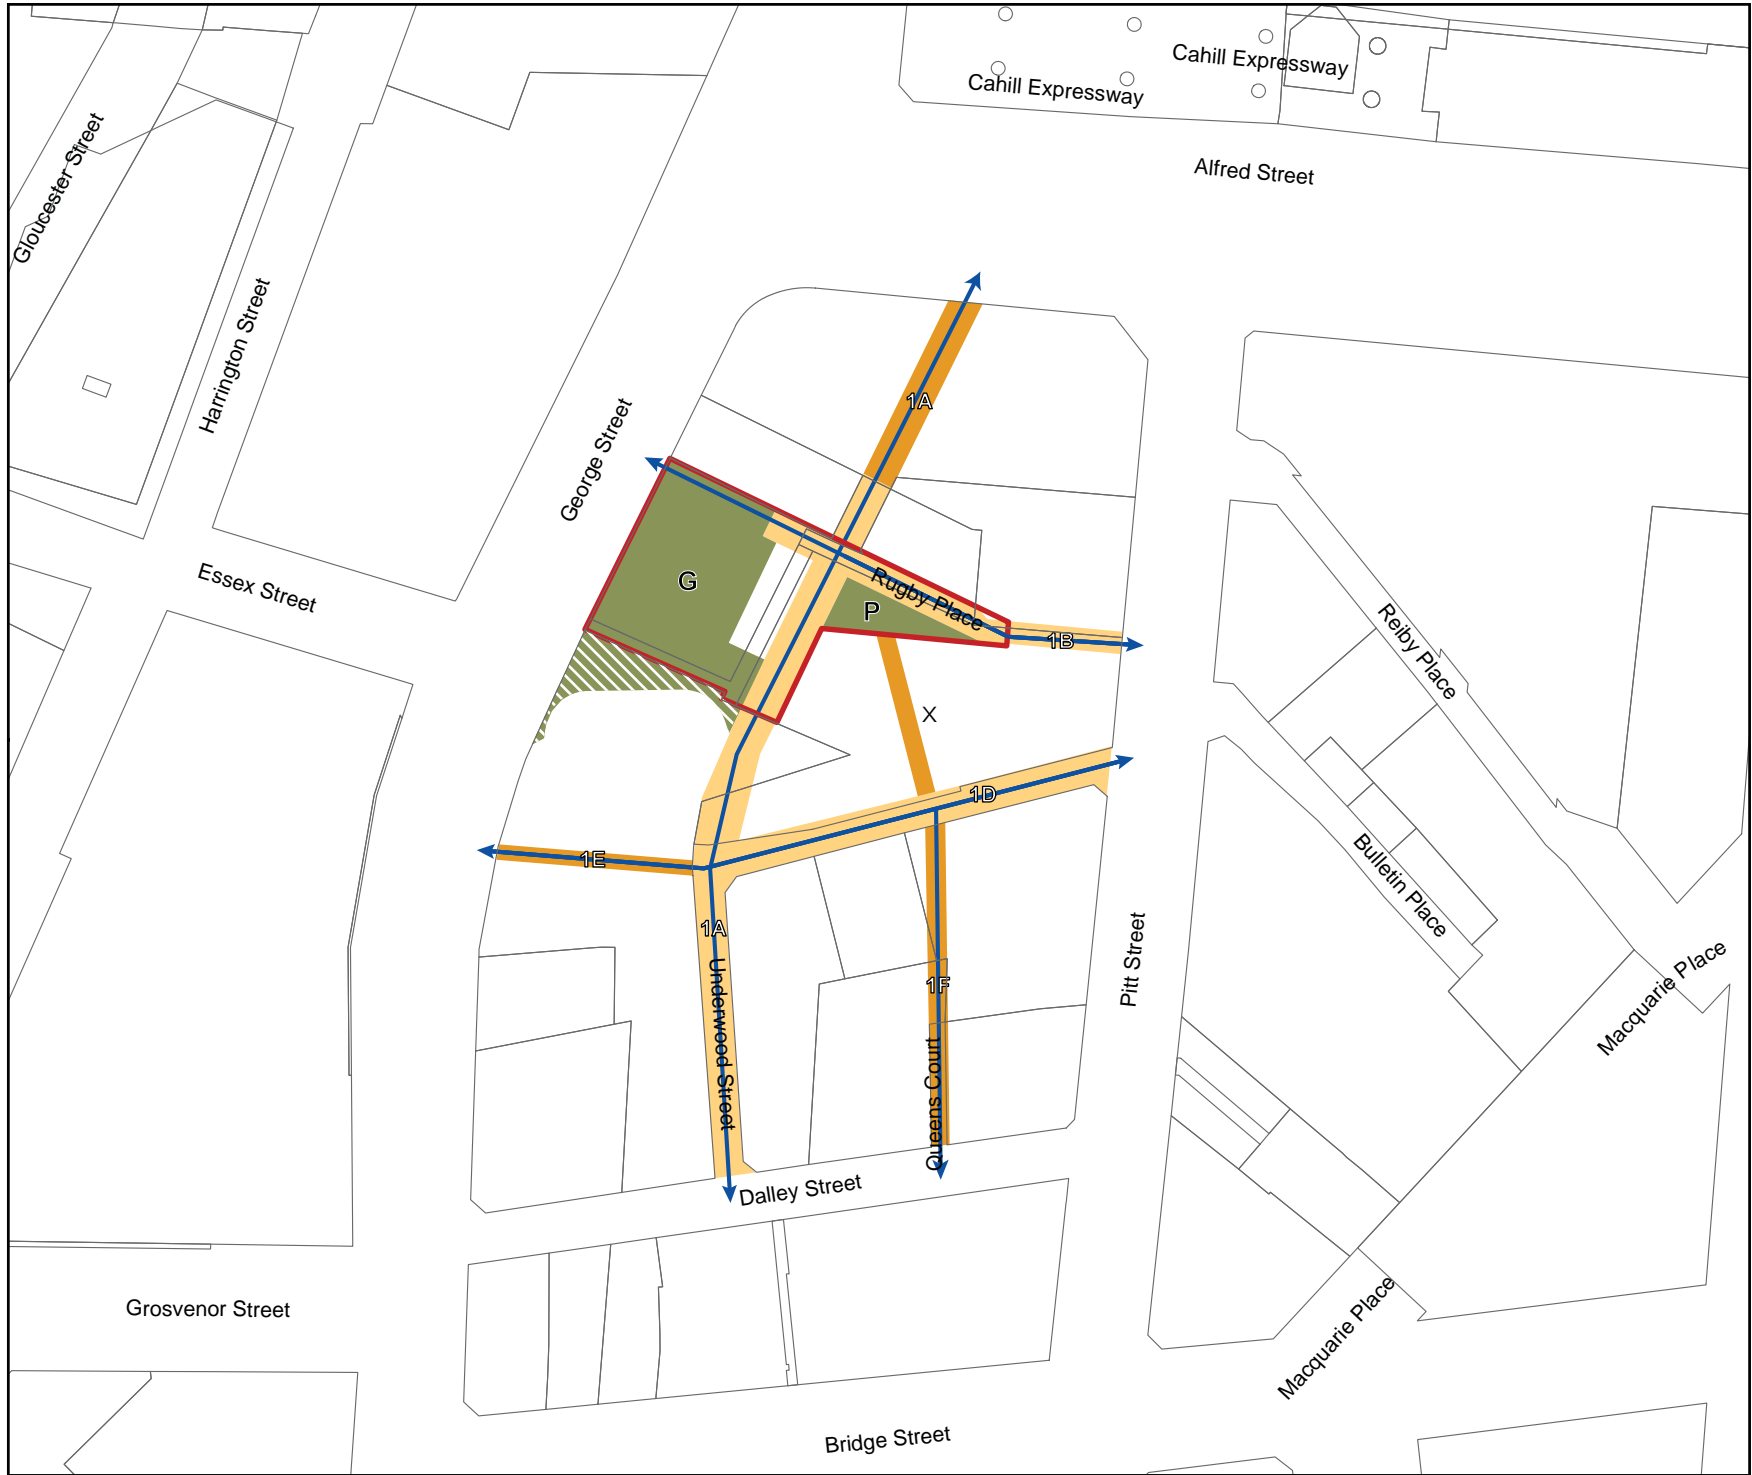 Cahill Expressway
Cahill Expressway
Alfred Street
Gloucester Street
Harrington Street
George Street
1A
Essex Street
G
P
Rugby Place
1B
Reiby Place
X
1D
1E
1A
Bulletin Place
Underwood Street
1F
Queens Court
Pitt Street
Macquarie Place
Dalley Street
Grosvenor Street
Macquarie Place
Bridge Street